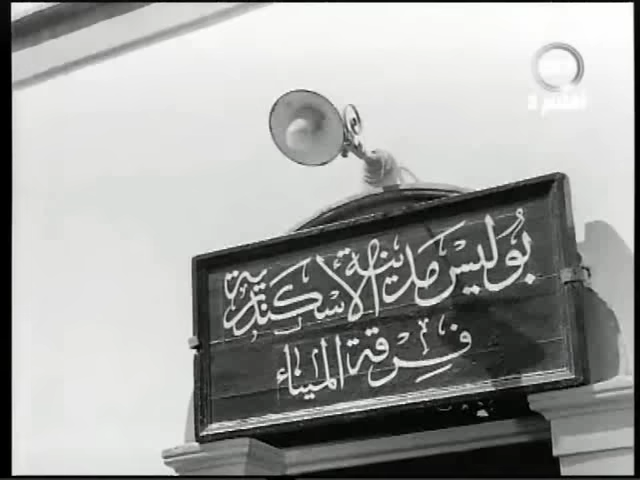 بوليس مدينة الاسكندرية
فرقة الميناء